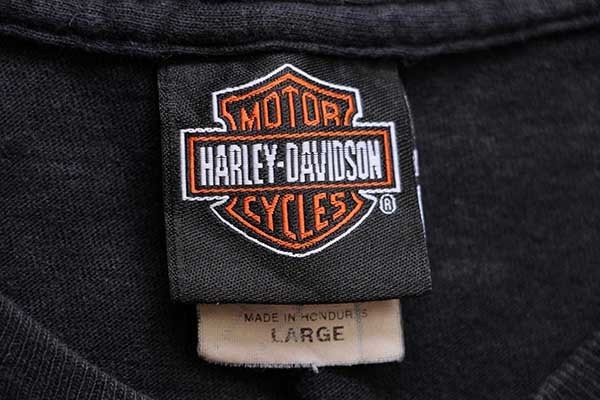 MOTOR
HARLEY-DAVIDSON
CYCLES®
MADE IN HONDURAS
LARGE